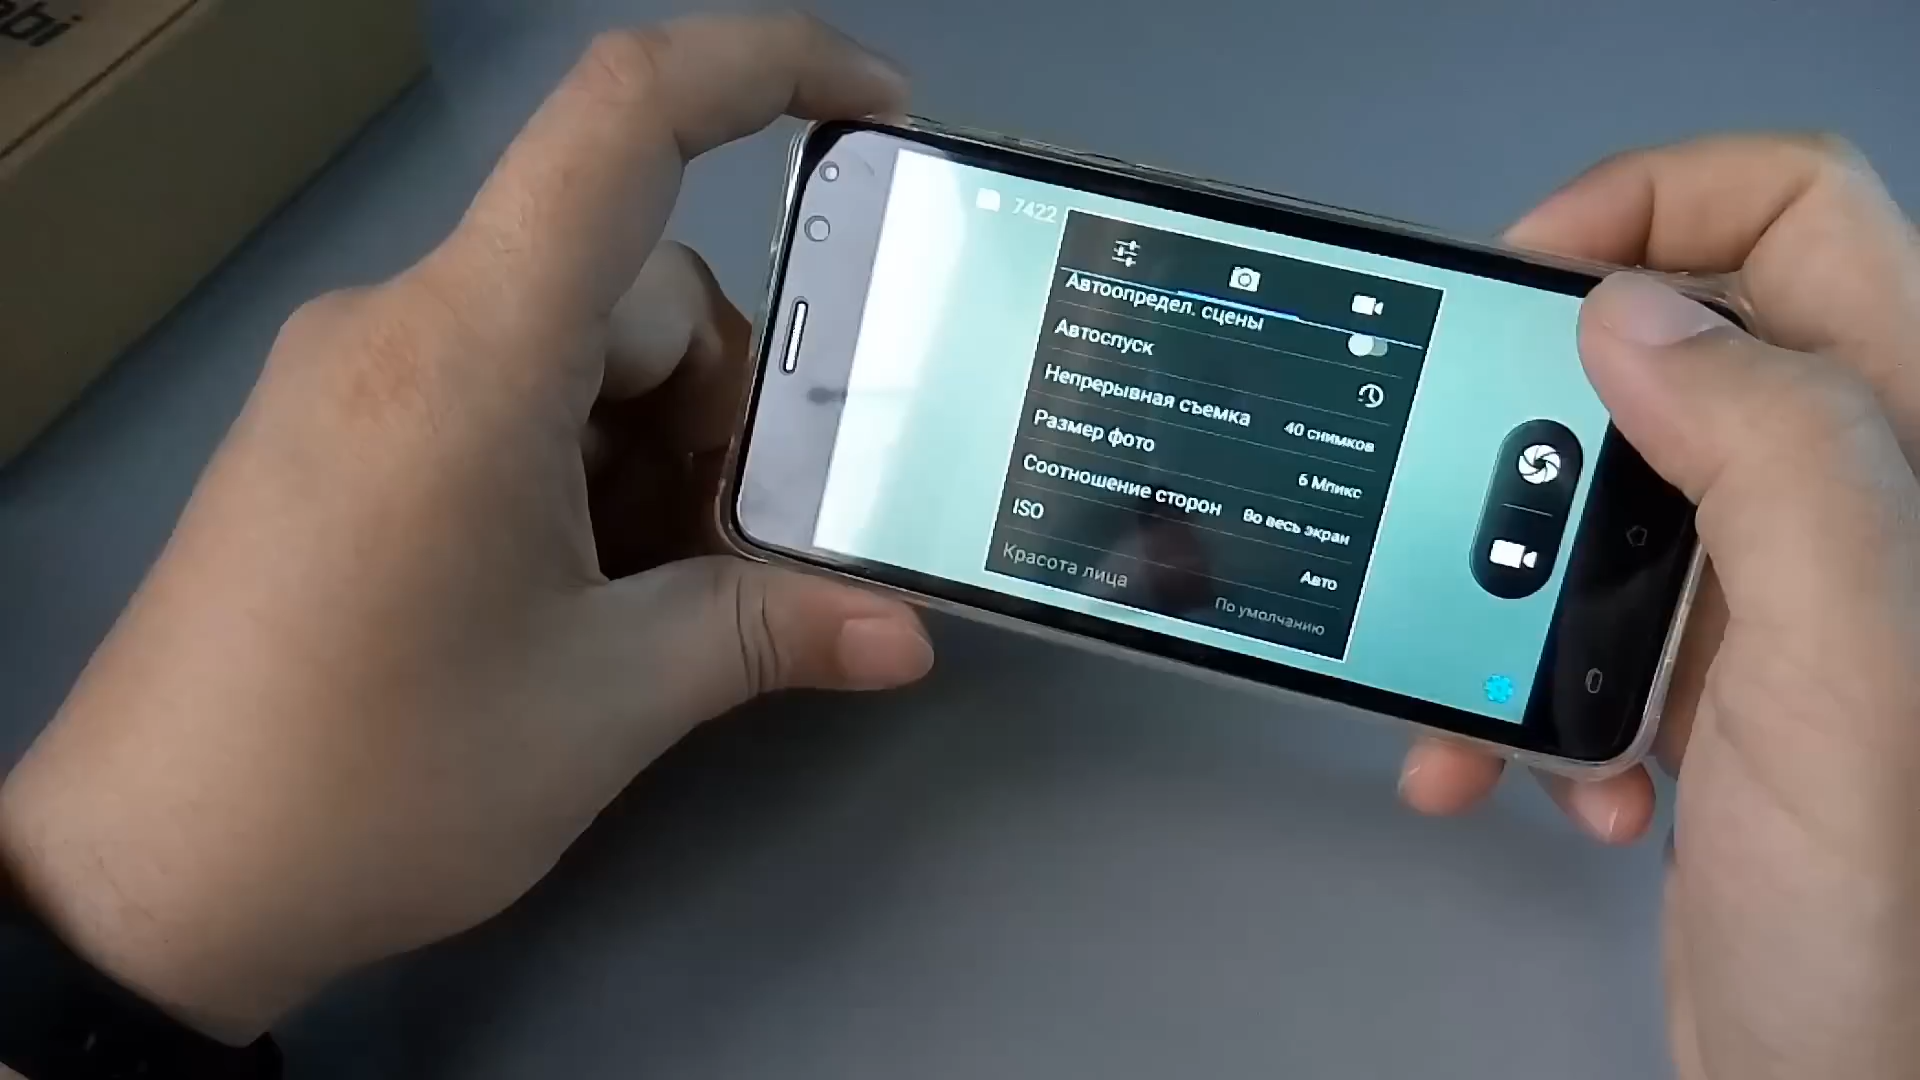 7422
Автоопредел. сцены
Автоспуск
Непрерывная съемка 40 снимков
Размер фото 6 Мпикс
Соотношение сторон Во весь экран
ISO Авто
Красота лица По умолчанию